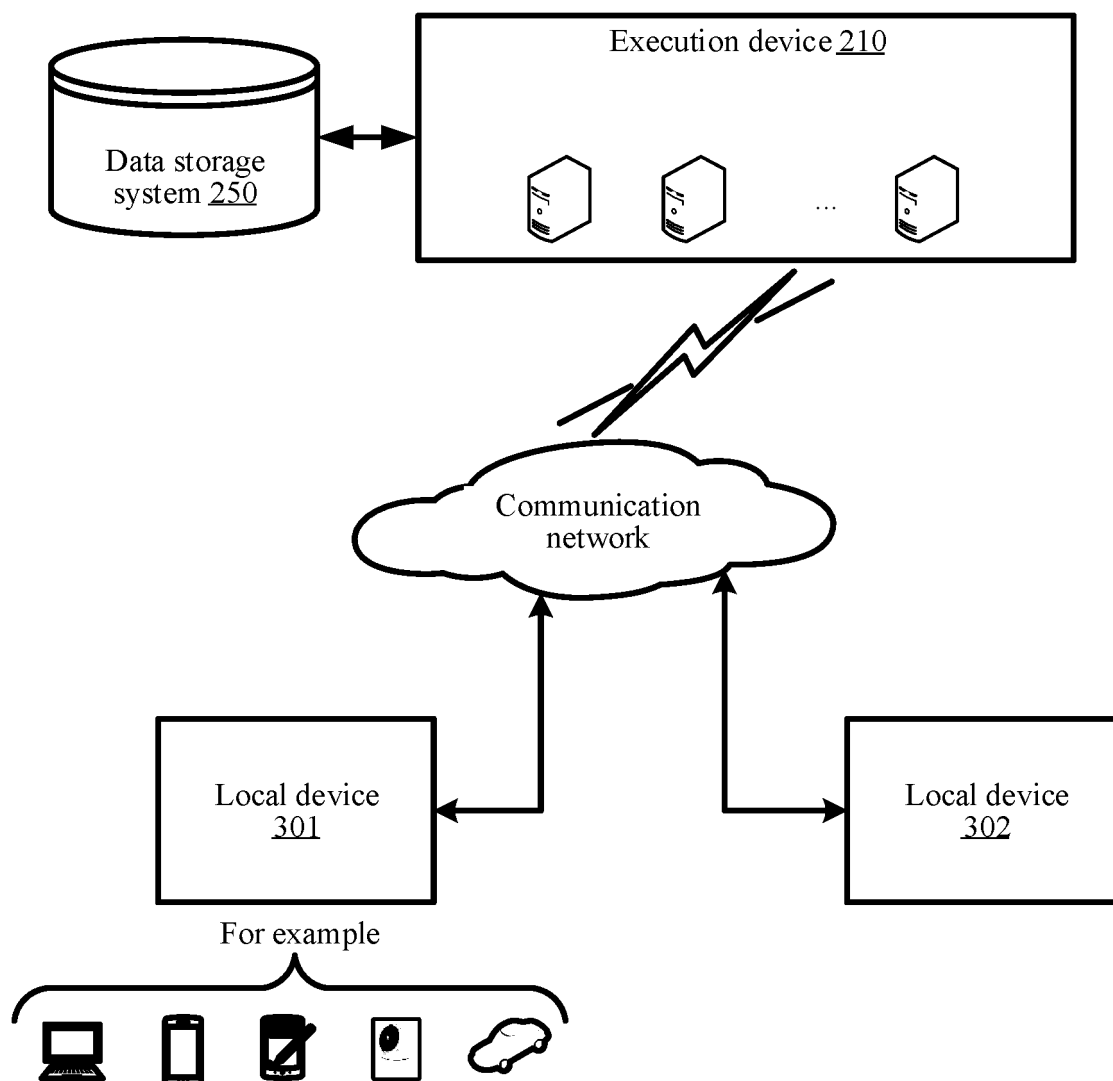 Execution device 210
Data storage
system 250
...
Communication
network
Local device
301
Local device
302
For example